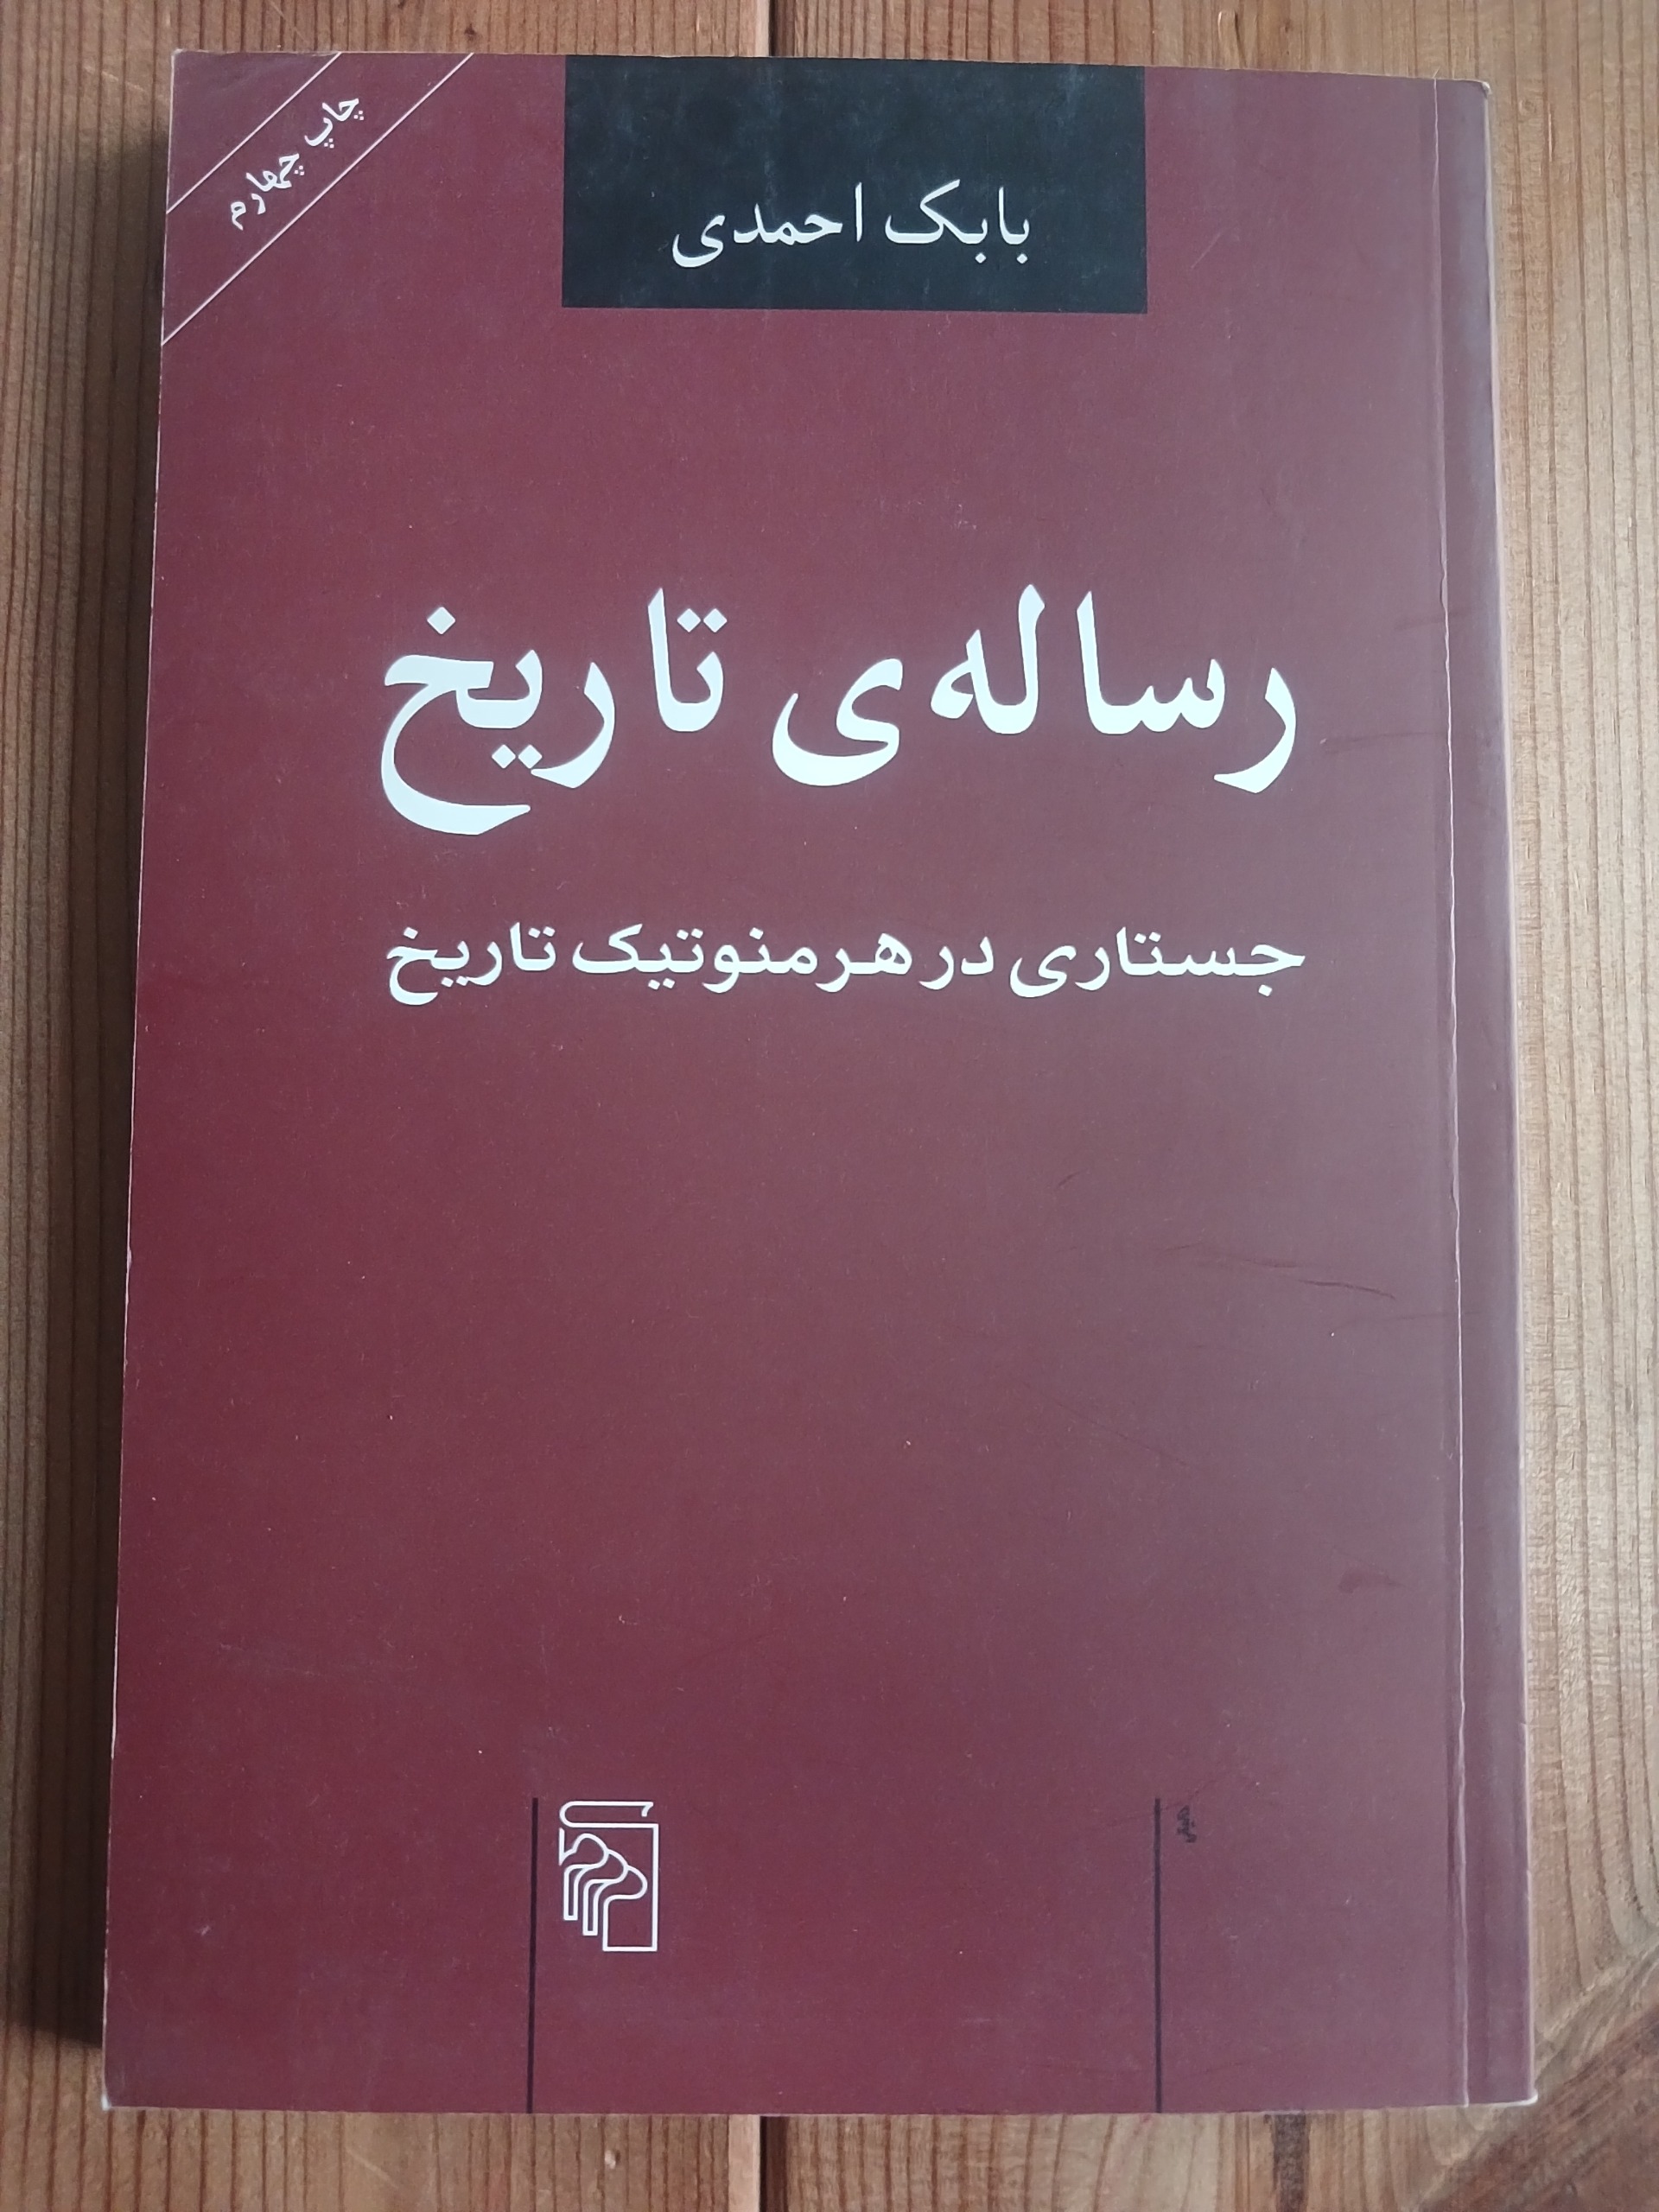 چاپ چهارم
بابک احمدی
رساله‌ی تاریخ
جستاری در هرمنوتیک تاریخ